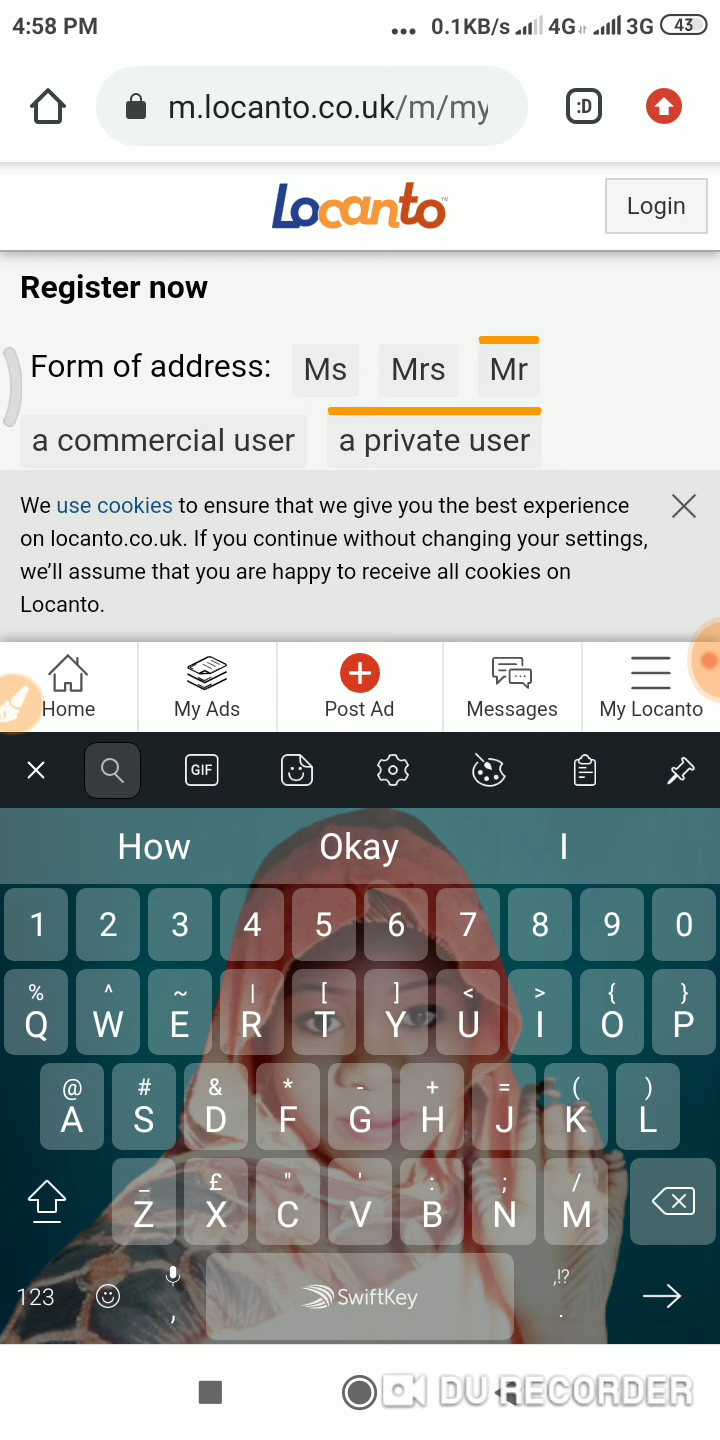 4:58 PM ... 0.1KB/s 4G 3G 43
m.locanto.co.uk/m/my :D
Locanto™ Login
Register now
Form of address: Ms Mrs Mr
a commercial user a private user
We use cookies to ensure that we give you the best experience
on locanto.co.uk. If you continue without changing your settings,
we'll assume that you are happy to receive all cookies on
Locanto.
Home My Ads Post Ad Messages My Locanto
GIF
How Okay I
1 2 3 4 5 6 7 8 9 0
% ^ ~ | [ ] < > { }
Q W E R T Y U I O P
@ # & * - + = ( )
A S D F G H J K L
_ £ " ' : ; /
Z X C V B N M
123 , SwiftKey ,!? .
DU RECORDER